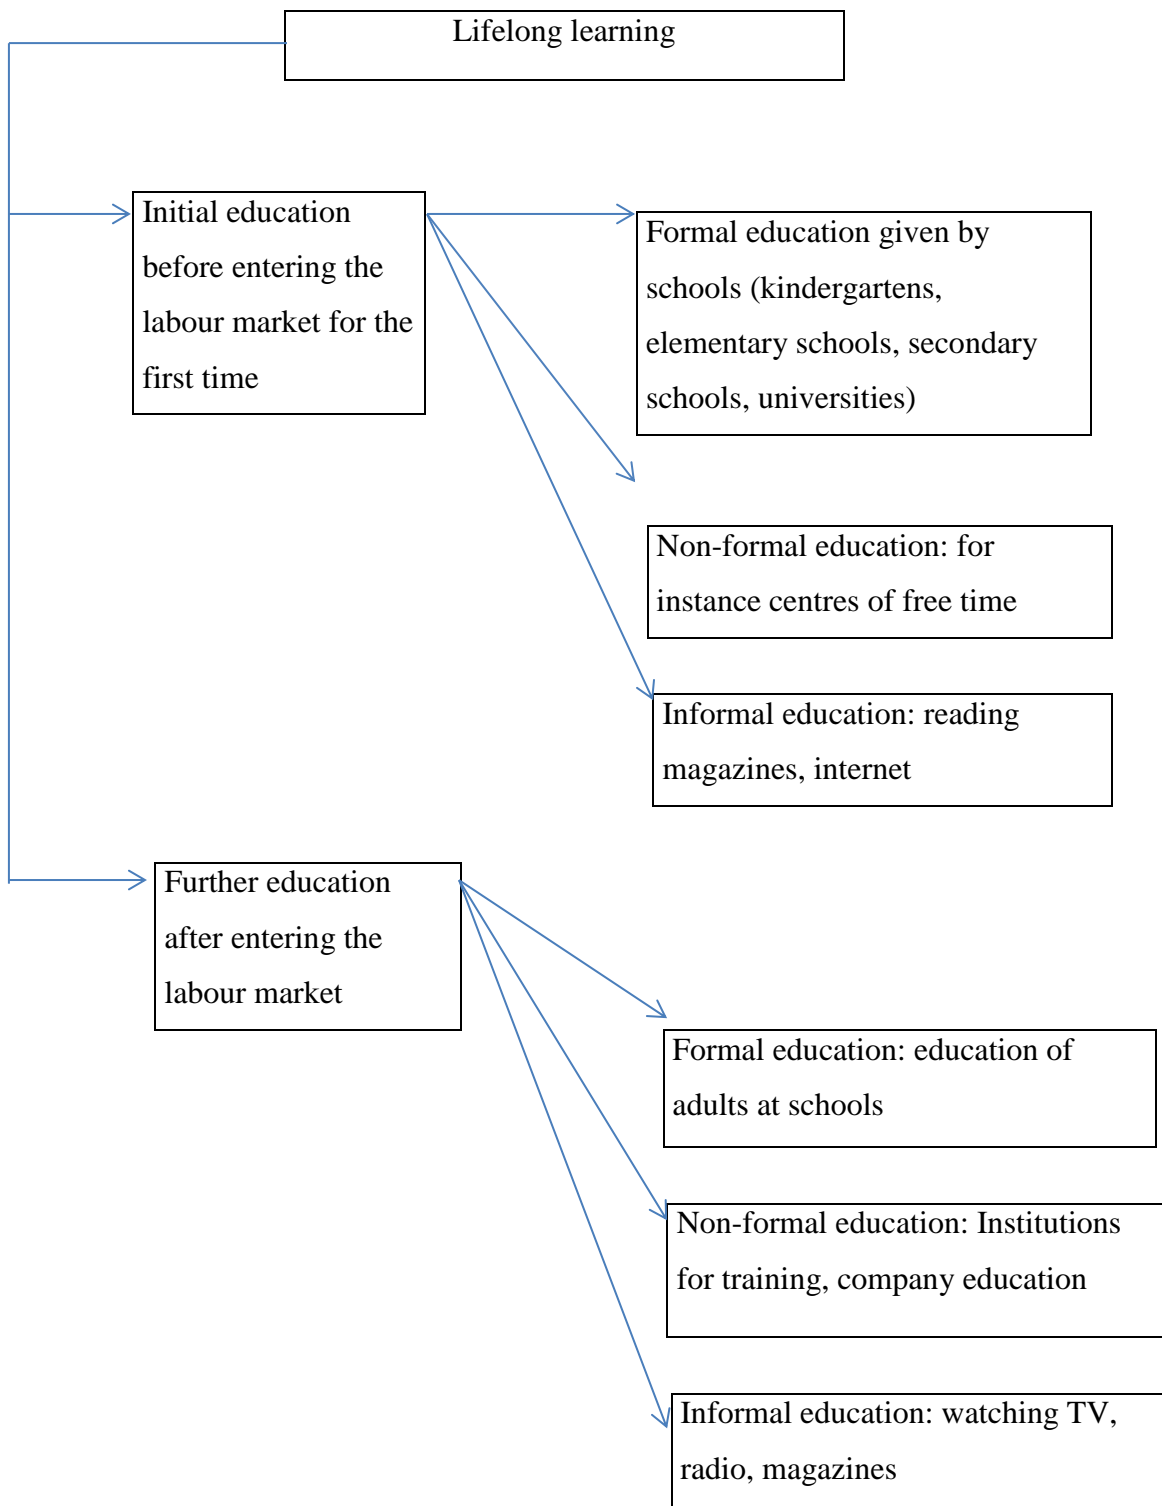 Lifelong learning
Initial education
before entering the
labour market for the
first time
Formal education given by
schools (kindergartens,
elementary schools, secondary
schools, universities)
Non-formal education: for
instance centres of free time
Informal education: reading
magazines, internet
Further education
after entering the
labour market
Formal education: education of
adults at schools
Non-formal education: Institutions
for training, company education
Informal education: watching TV,
radio, magazines